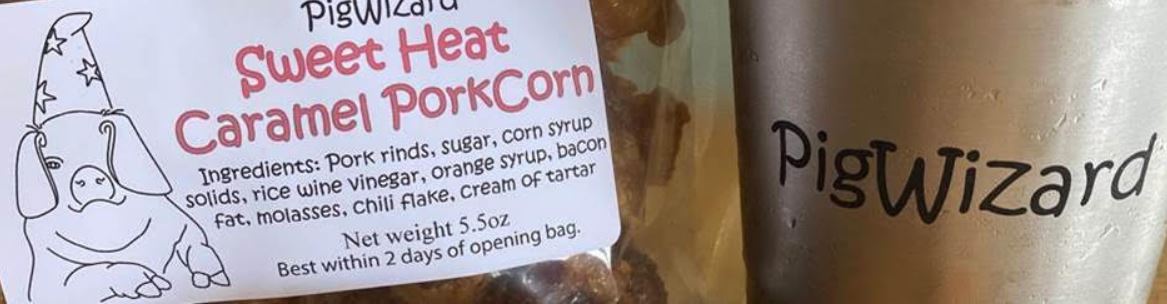 PigWizard
Sweet Heat
Caramel PorkCorn
Ingredients: Pork rinds, sugar, corn syrup
solids, rice wine vinegar, orange syrup, bacon
fat, molasses, chili flake, cream of tartar
Net weight 5.5oz
Best within 2 days of opening bag.
PigWizard